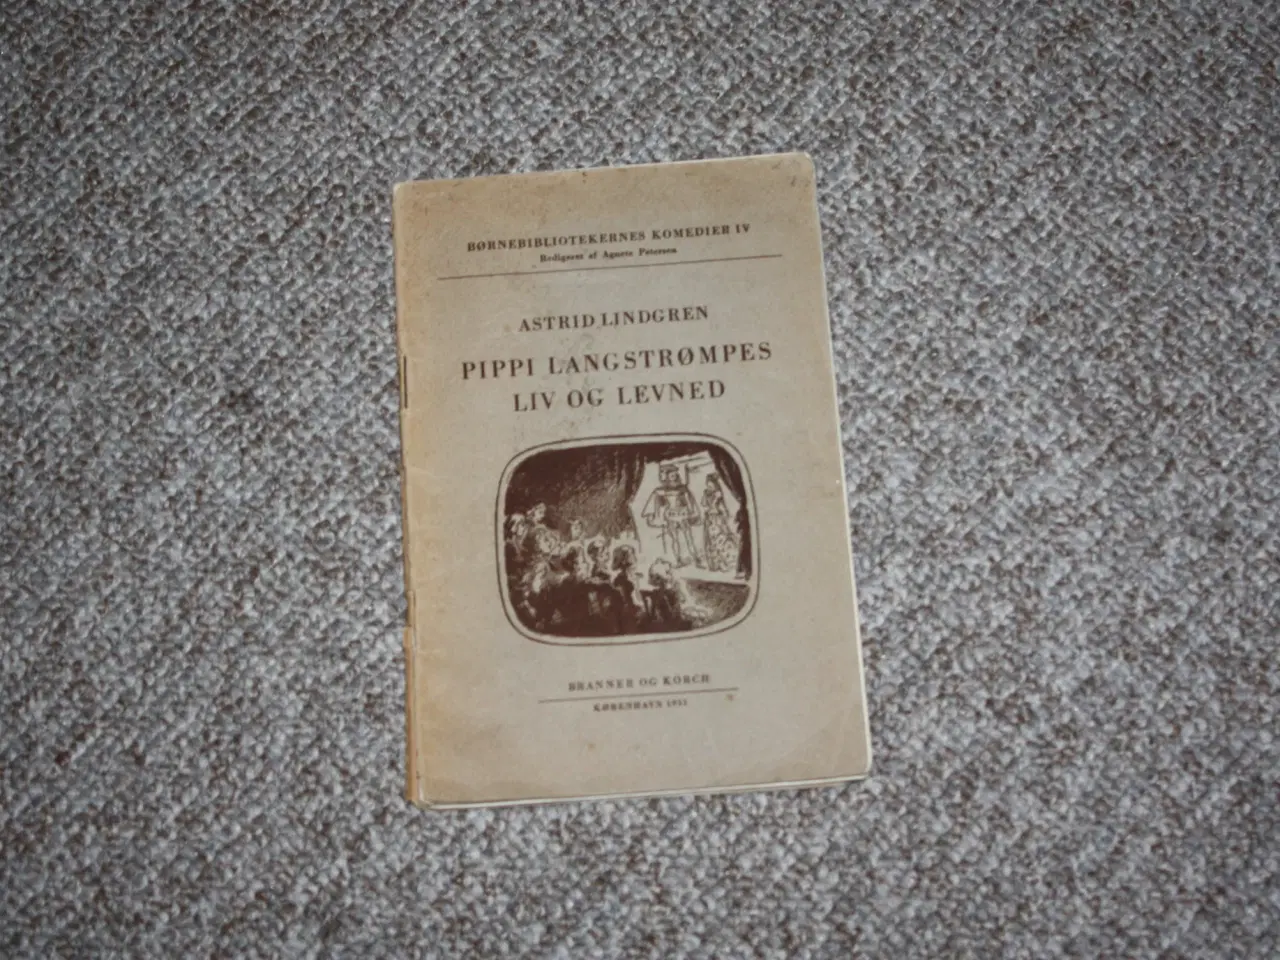 BØRNEBIBLIOTEKERNES KOMEDIER IV
Redigeret af Agnete Petersen
ASTRID LINDGREN
PIPPI LANGSTRØMPES
LIV OG LEVNED
BRANNER OG KORCH
KØBENHAVN